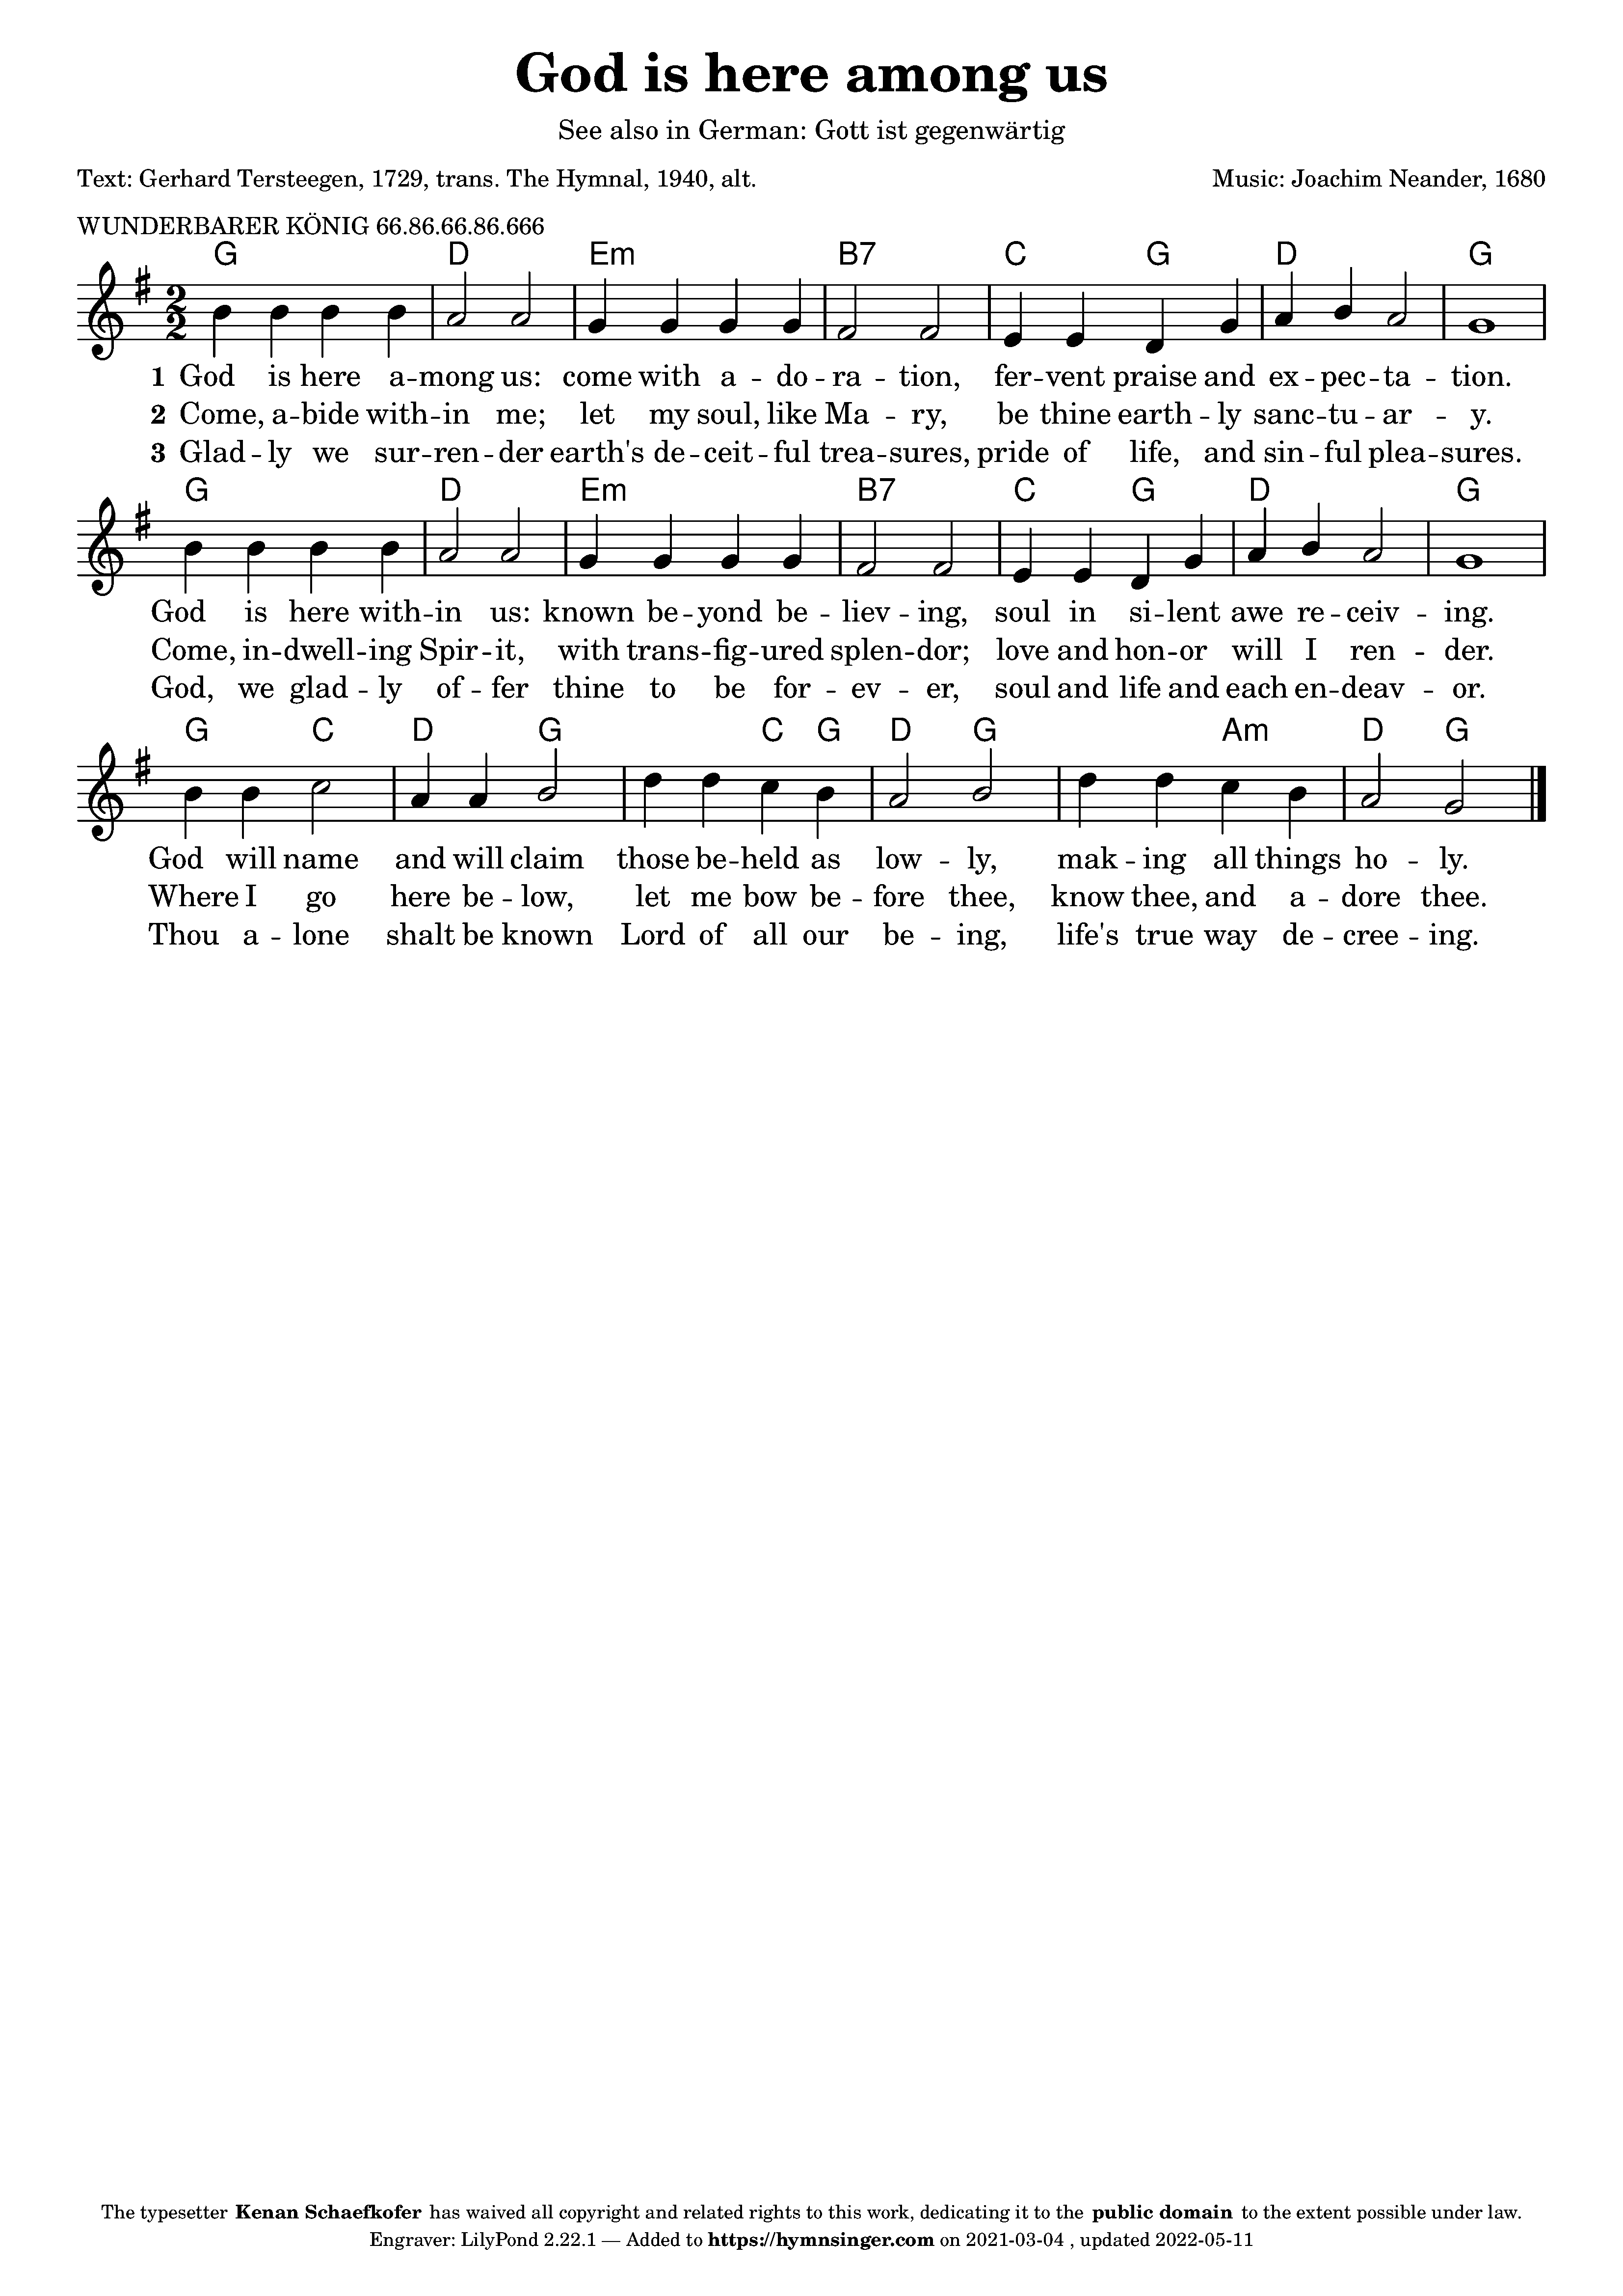 God is here among us
See also in German: Gott ist gegenwärtig
Text: Gerhard Tersteegen, 1729, trans. The Hymnal, 1940, alt. Music: Joachim Neander, 1680
WUNDERBARER KÖNIG 66.86.66.86.666
G D Em B7 C G D G
2
2
1 God is here a -- mong us: come with a -- do -- ra -- tion, fer -- vent praise and ex -- pec -- ta -- tion.
2 Come, a -- bide with -- in me; let my soul, like Ma -- ry, be thine earth -- ly sanc -- tu -- ar -- y.
3 Glad -- ly we sur -- ren -- der earth's de -- ceit -- ful trea -- sures, pride of life, and sin -- ful plea -- sures.
G D Em B7 C G D G
God is here with -- in us: known be -- yond be -- liev -- ing, soul in si -- lent awe re -- ceiv -- ing.
Come, in -- dwell -- ing Spir -- it, with trans -- fig -- ured splen -- dor; love and hon -- or will I ren -- der.
God, we glad -- ly of -- fer thine to be for -- ev -- er, soul and life and each en -- deav -- or.
G C D G C G D G Am D G
God will name and will claim those be -- held as low -- ly, mak -- ing all things ho -- ly.
Where I go here be -- low, let me bow be -- fore thee, know thee, and a -- dore thee.
Thou a -- lone shalt be known Lord of all our be -- ing, life's true way de -- cree -- ing.
The typesetter Kenan Schaefkofer has waived all copyright and related rights to this work, dedicating it to the public domain to the extent possible under law.
Engraver: LilyPond 2.22.1 — Added to https://hymnsinger.com on 2021-03-04 , updated 2022-05-11